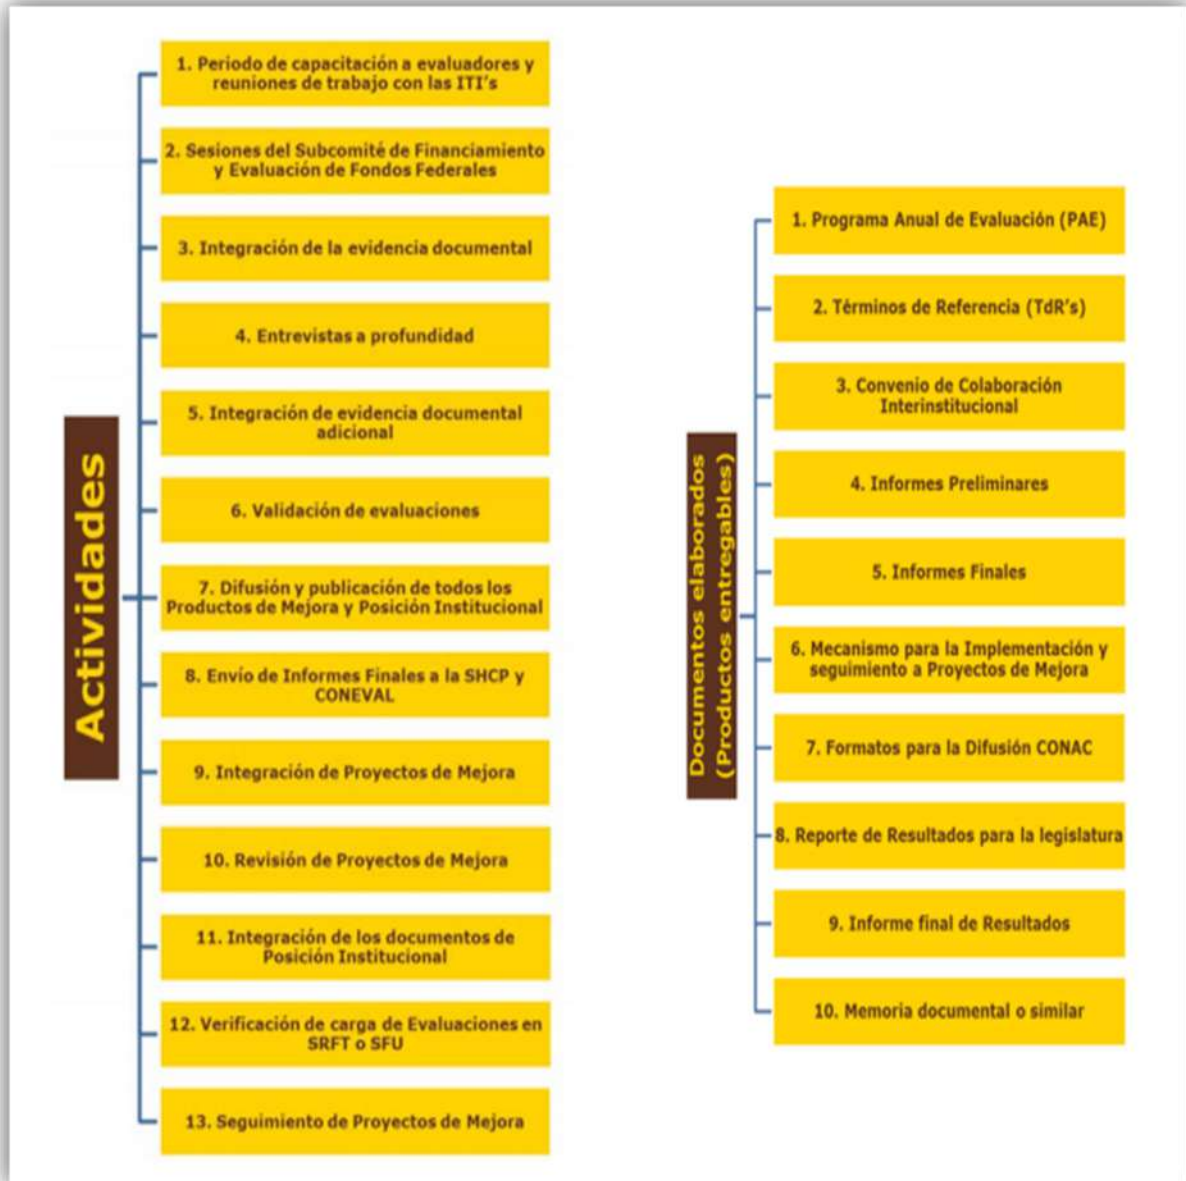 Actividades
1. Periodo de capacitación a evaluadores y
reuniones de trabajo con las ITI's
2. Sesiones del Subcomité de Financiamiento
y Evaluación de Fondos Federales
3. Integración de la evidencia documental
4. Entrevistas a profundidad
5. Integración de evidencia documental
adicional
6. Validación de evaluaciones
7. Difusión y publicación de todos los
Productos de Mejora y Posición Institucional
8. Envío de Informes Finales a la SHCP y
CONEVAL
9. Integración de Proyectos de Mejora
10. Revisión de Proyectos de Mejora
11. Integración de los documentos de
Posición Institucional
12. Verificación de carga de Evaluaciones en
SRFT o SFU
13. Seguimiento de Proyectos de Mejora
Documentos elaborados
(Productos entregables)
1. Programa Anual de Evaluación (PAE)
2. Términos de Referencia (TdR's)
3. Convenio de Colaboración
Interinstitucional
4. Informes Preliminares
5. Informes Finales
6. Mecanismo para la Implementación y
seguimiento a Proyectos de Mejora
7. Formatos para la Difusión CONAC
8. Reporte de Resultados para la legislatura
9. Informe final de Resultados
10. Memoria documental o similar